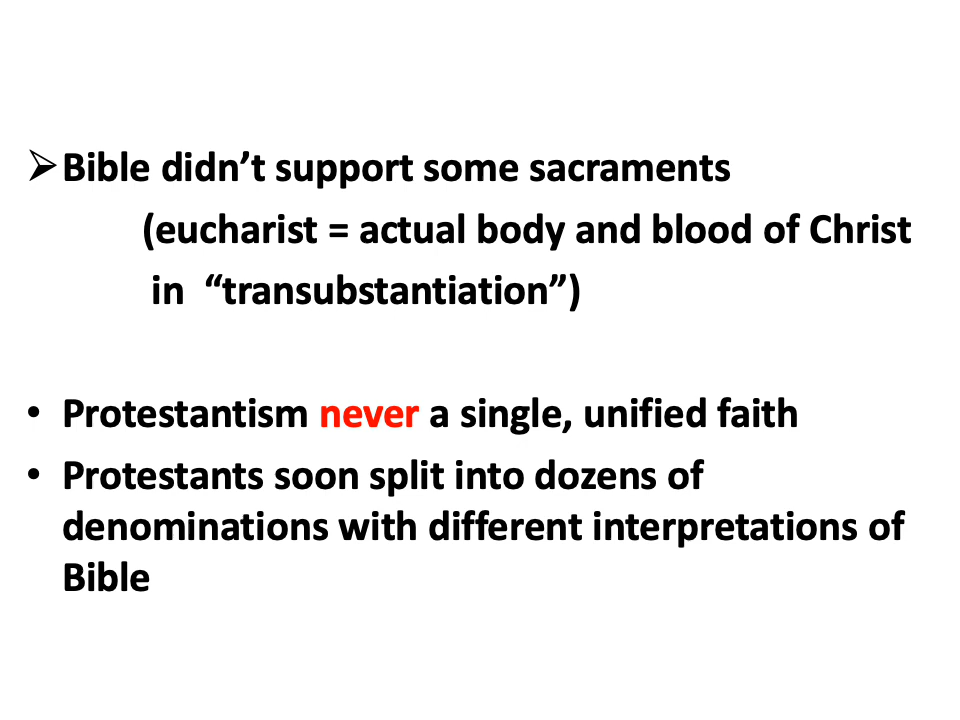 ➢Bible didn’t support some sacraments
(eucharist = actual body and blood of Christ
in “transubstantiation”)
• Protestantism never a single, unified faith
• Protestants soon split into dozens of
denominations with different interpretations of
Bible